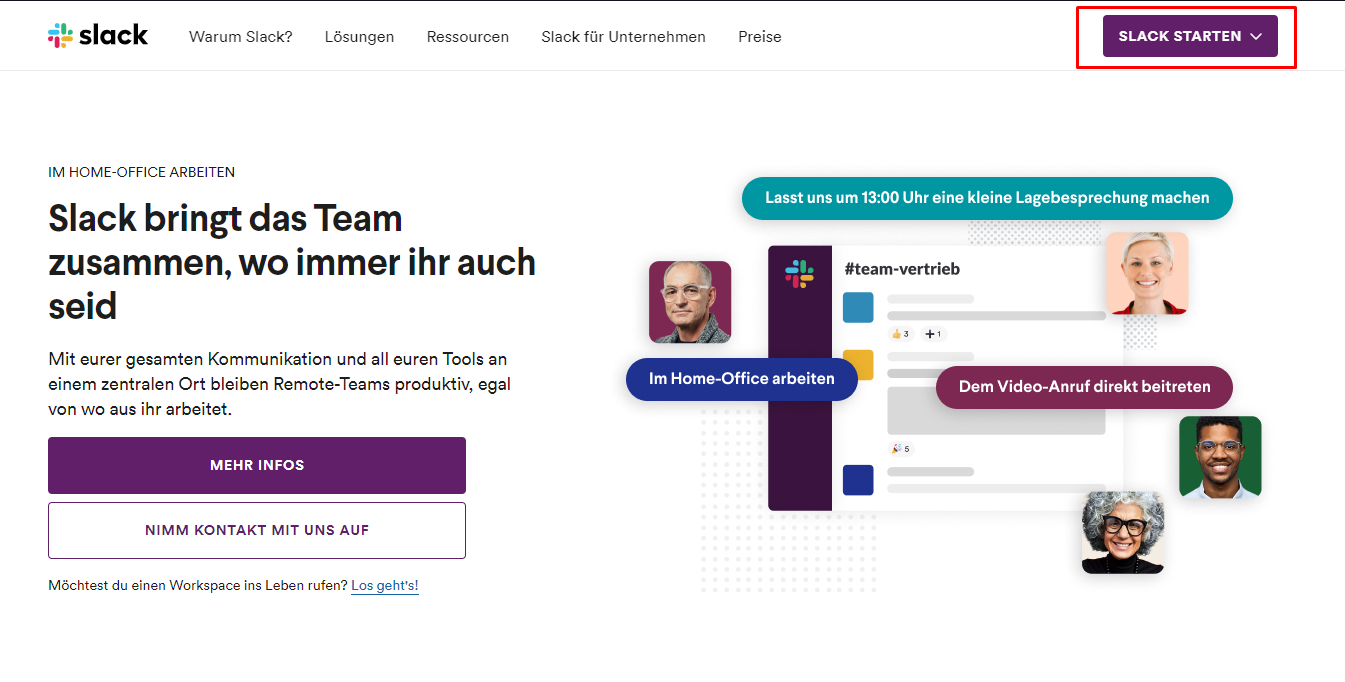 slack
Warum Slack?
Lösungen
Ressourcen
Slack für Unternehmen
Preise
SLACK STARTEN
IM HOME-OFFICE ARBEITEN
Slack bringt das Team
zusammen, wo immer ihr auch
seid
Mit eurer gesamten Kommunikation und all euren Tools an
einem zentralen Ort bleiben Remote-Teams produktiv, egal
von wo aus ihr arbeitet.
MEHR INFOS
NIMM KONTAKT MIT UNS AUF
Möchtest du einen Workspace ins Leben rufen? Los geht's!
Lasst uns um 13:00 Uhr eine kleine Lagebesprechung machen
#team-vertrieb
3
+1
Im Home-Office arbeiten
Dem Video-Anruf direkt beitreten
5